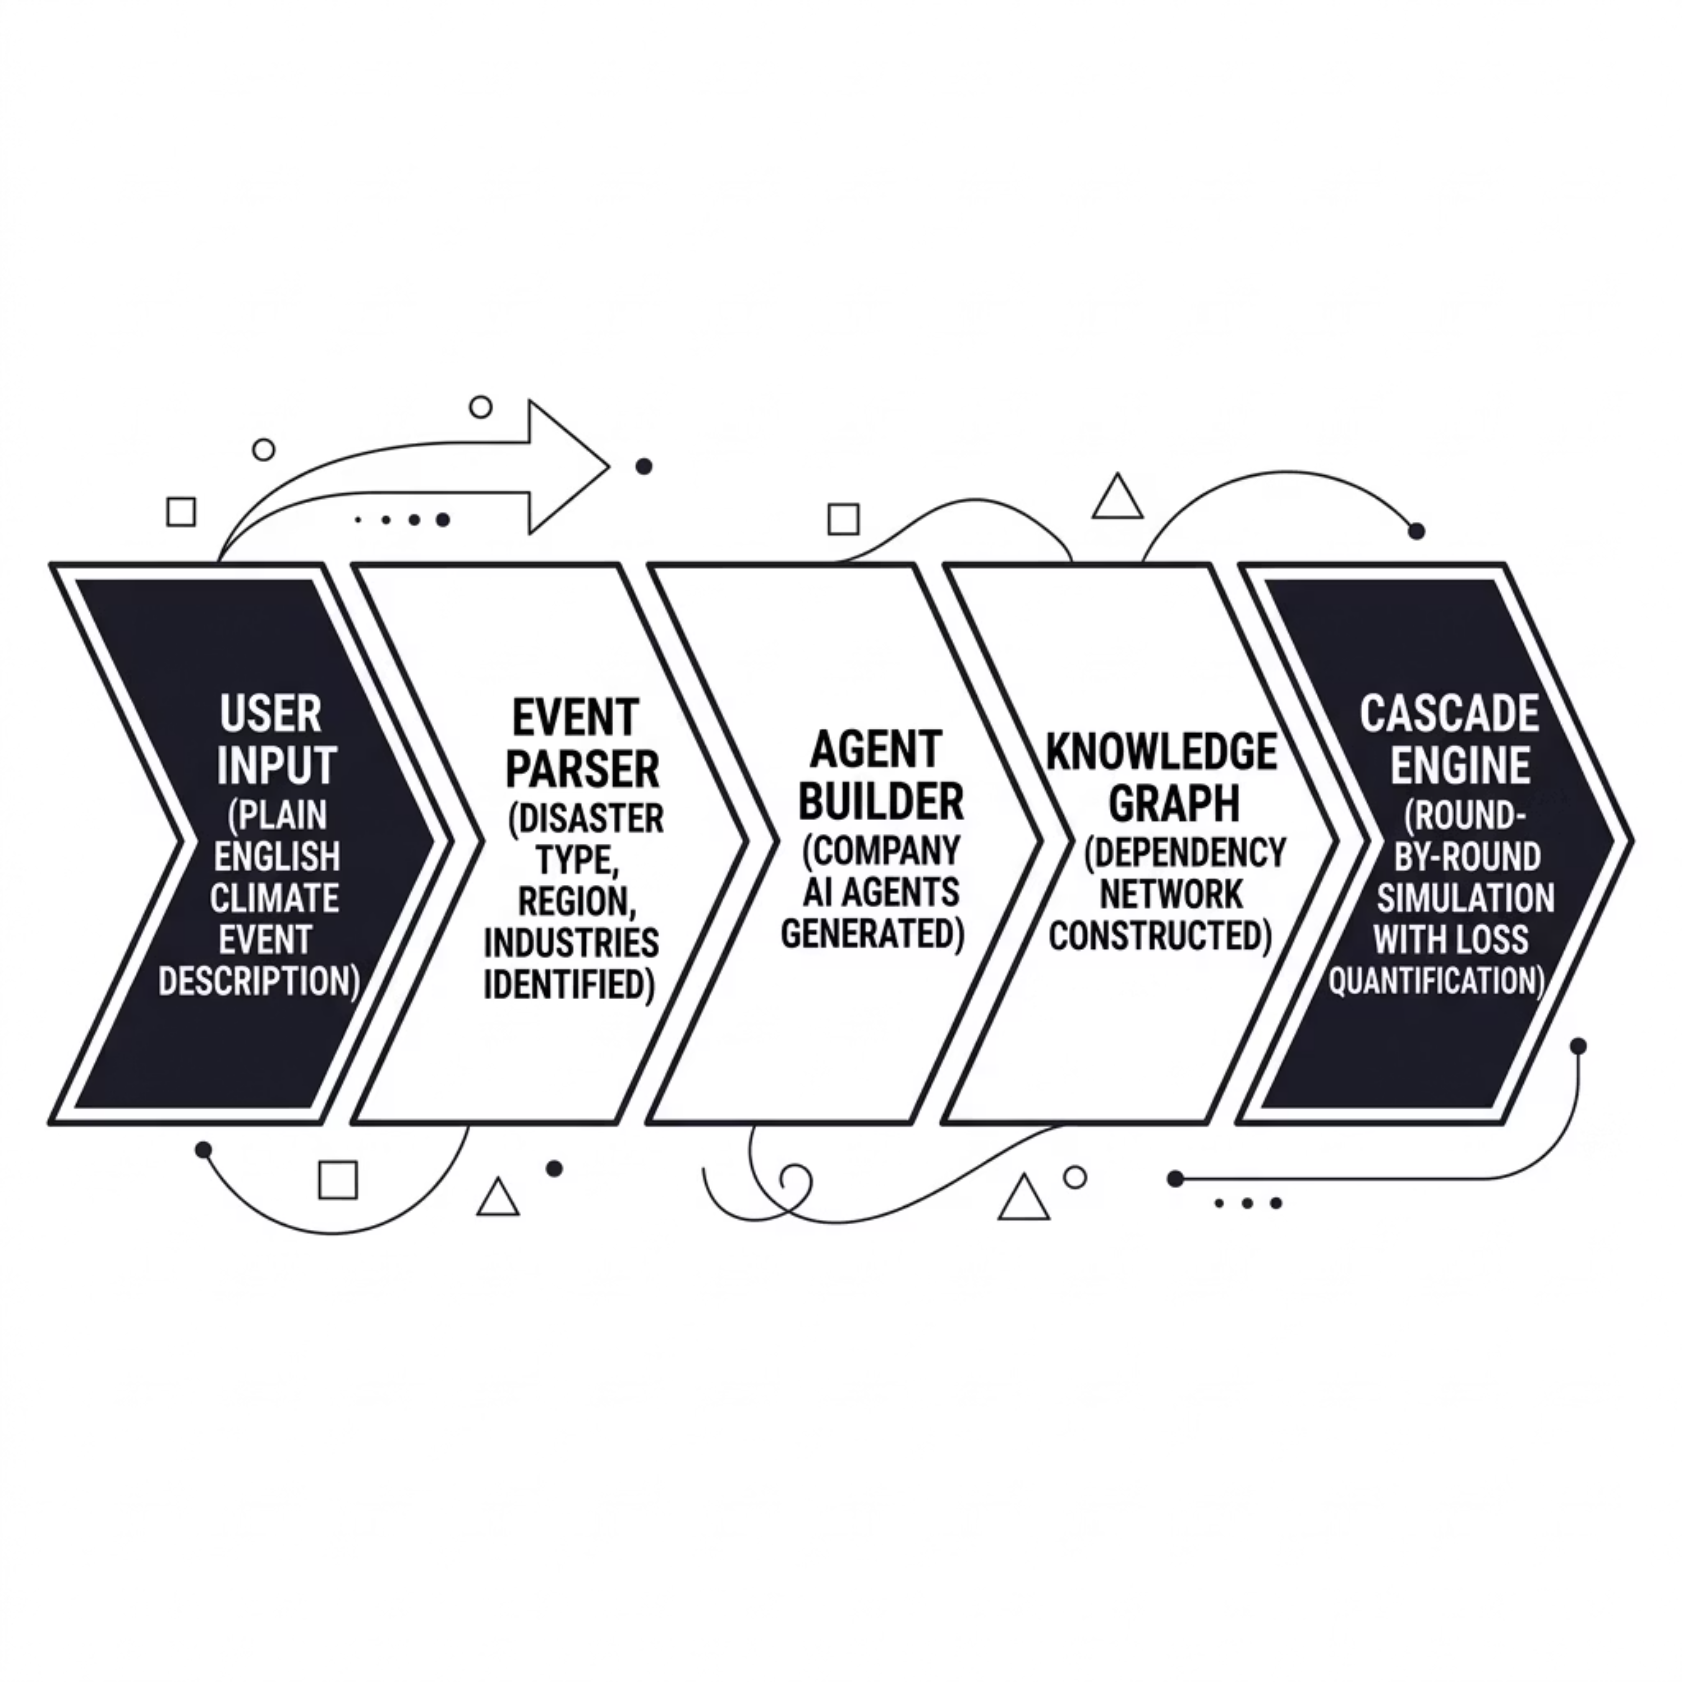 USER
INPUT
(PLAIN
ENGLISH
CLIMATE
EVENT
DESCRIPTION)
EVENT
PARSER
(DISASTER
TYPE,
REGION,
INDUSTRIES
IDENTIFIED)
AGENT
BUILDER
(COMPANY
AI AGENTS
GENERATED)
KNOWLEDGE
GRAPH
(DEPENDENCY
NETWORK
CONSTRUCTED)
CASCADE
ENGINE
(ROUND-
BY-ROUND
SIMULATION
WITH LOSS
QUANTIFICATION)